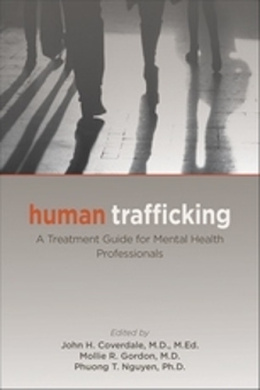 human trafficking
A Treatment Guide for Mental Health
Professionals
Edited by
John H. Coverdale, M.D., M.Ed.
Mollie R. Gordon, M.D.
Phuong T. Nguyen, Ph.D.